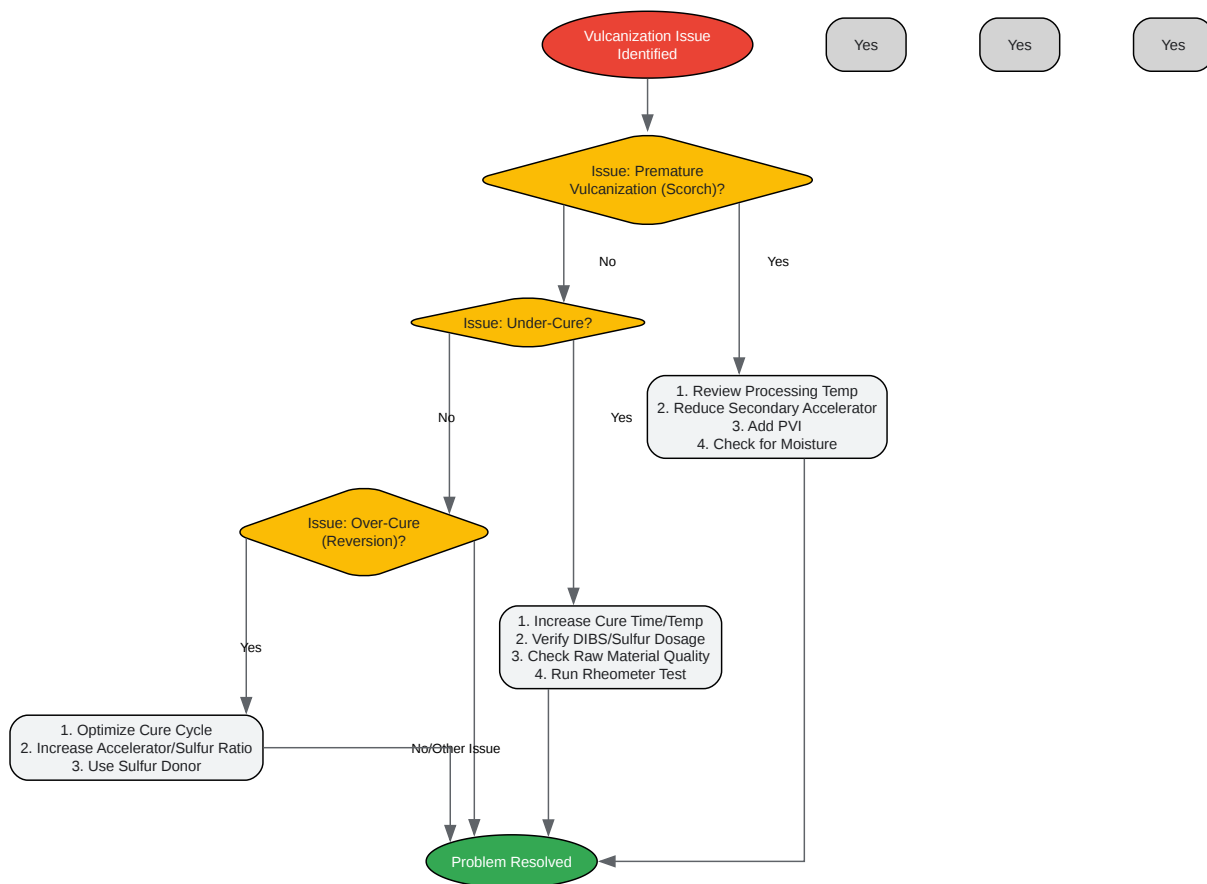 Vulcanization Issue
Identified
Yes
Yes
Yes
Issue: Premature
Vulcanization (Scorch)?
No
Yes
Issue: Under-Cure?
1. Review Processing Temp
2. Reduce Secondary Accelerator
3. Add PVI
4. Check for Moisture
No
Yes
Issue: Over-Cure
(Reversion)?
1. Increase Cure Time/Temp
2. Verify DIBS/Sulfur Dosage
3. Check Raw Material Quality
4. Run Rheometer Test
Yes
1. Optimize Cure Cycle
2. Increase Accelerator/Sulfur Ratio
3. Use Sulfur Donor
No/Other Issue
Problem Resolved